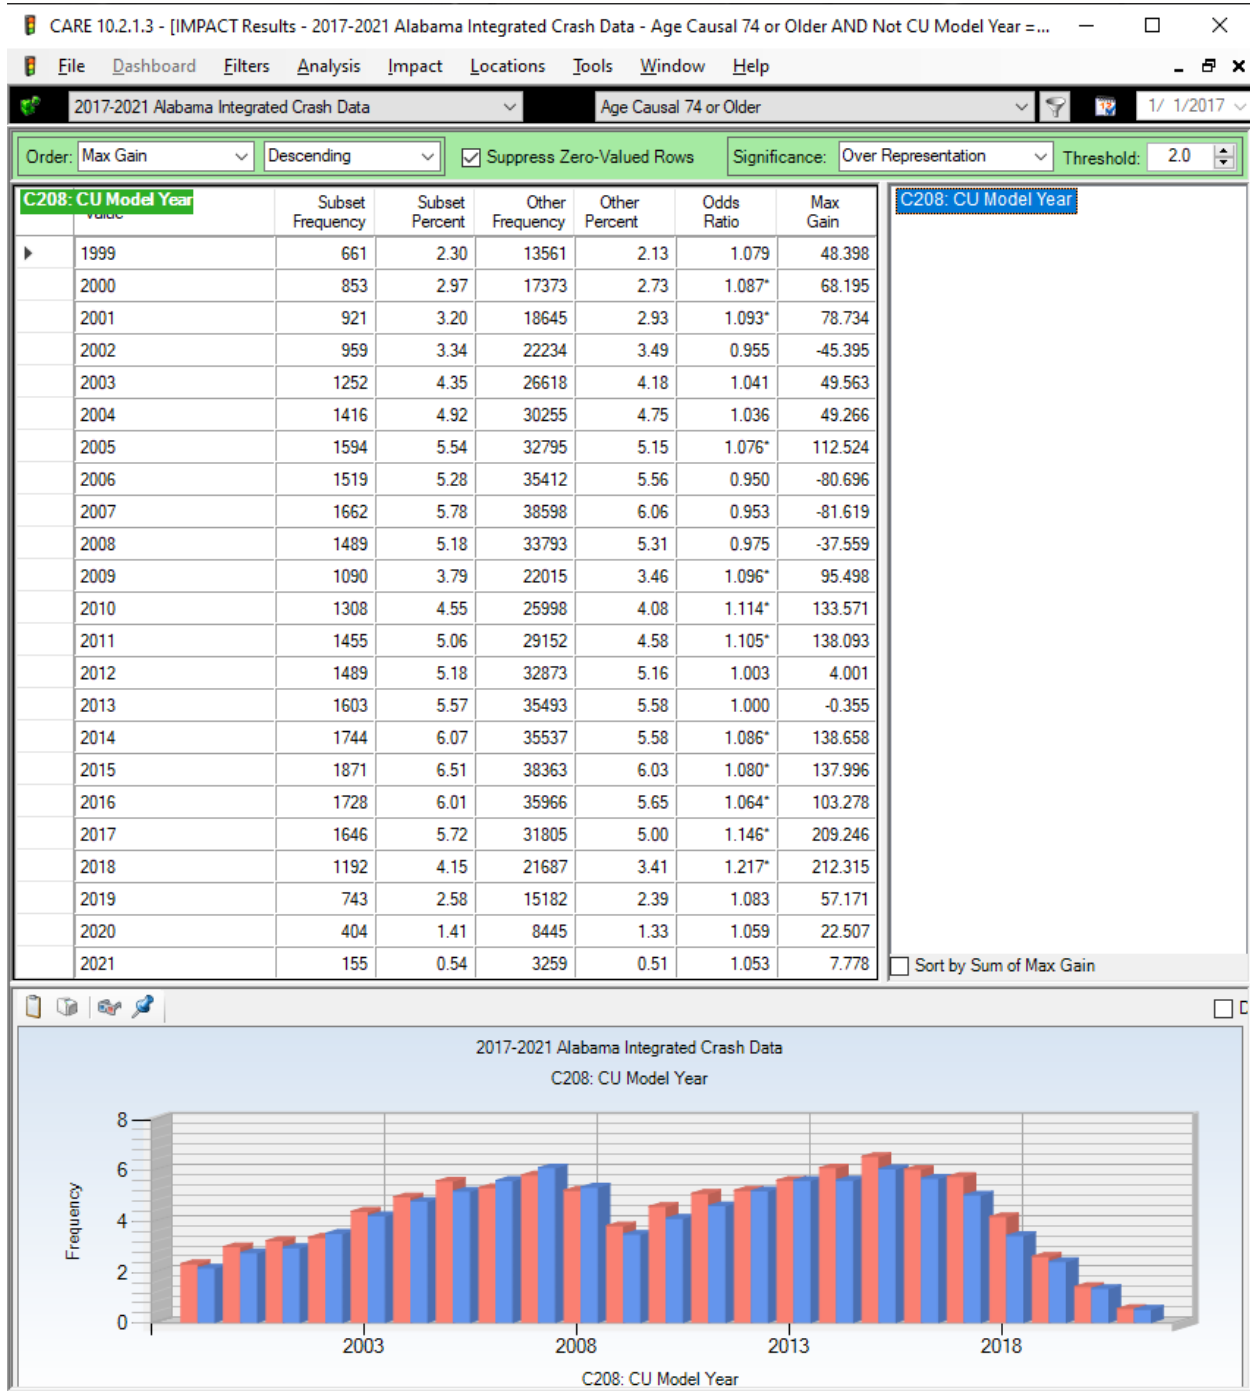 CARE 10.2.1.3 - [IMPACT Results - 2017-2021 Alabama Integrated Crash Data - Age Causal 74 or Older AND Not CU Model Year =...
File Dashboard Filters Analysis Impact Locations Tools Window Help
2017-2021 Alabama Integrated Crash Data Age Causal 74 or Older 1/ 1/2017
Order: Max Gain Descending Suppress Zero-Valued Rows Significance: Over Representation Threshold: 2.0
C208: CU Model Year Subset Frequency Subset Percent Other Frequency Other Percent Odds Ratio Max Gain C208: CU Model Year
1999 661 2.30 13561 2.13 1.079 48.398
2000 853 2.97 17373 2.73 1.087* 68.195
2001 921 3.20 18645 2.93 1.093* 78.734
2002 959 3.34 22234 3.49 0.955 -45.395
2003 1252 4.35 26618 4.18 1.041 49.563
2004 1416 4.92 30255 4.75 1.036 49.266
2005 1594 5.54 32795 5.15 1.076* 112.524
2006 1519 5.28 35412 5.56 0.950 -80.696
2007 1662 5.78 38598 6.06 0.953 -81.619
2008 1489 5.18 33793 5.31 0.975 -37.559
2009 1090 3.79 22015 3.46 1.096* 95.498
2010 1308 4.55 25998 4.08 1.114* 133.571
2011 1455 5.06 29152 4.58 1.105* 138.093
2012 1489 5.18 32873 5.16 1.003 4.001
2013 1603 5.57 35493 5.58 1.000 -0.355
2014 1744 6.07 35537 5.58 1.086* 138.658
2015 1871 6.51 38363 6.03 1.080* 137.996
2016 1728 6.01 35966 5.65 1.064* 103.278
2017 1646 5.72 31805 5.00 1.146* 209.246
2018 1192 4.15 21687 3.41 1.217* 212.315
2019 743 2.58 15182 2.39 1.083 57.171
2020 404 1.41 8445 1.33 1.059 22.507
2021 155 0.54 3259 0.51 1.053 7.778
Sort by Sum of Max Gain
2017-2021 Alabama Integrated Crash Data
C208: CU Model Year
8
6
4
2
0
Frequency
2003 2008 2013 2018
C208: CU Model Year